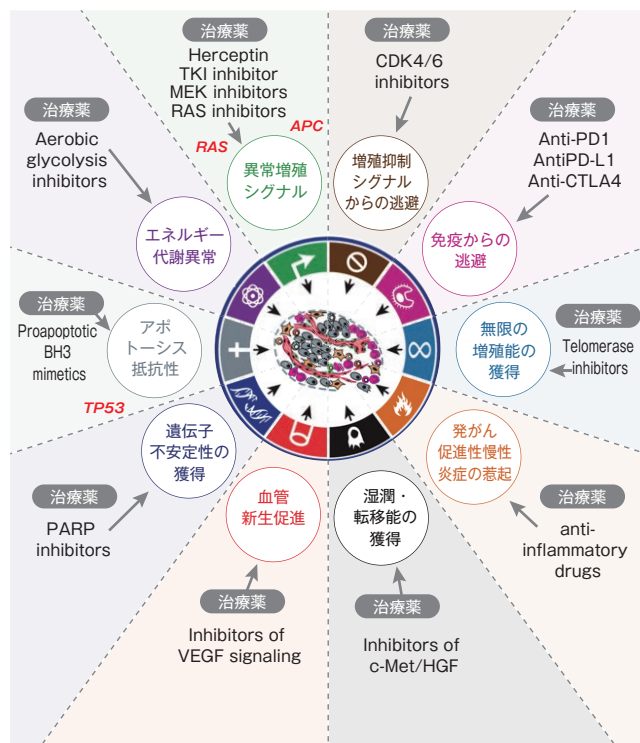 治療薬
Herceptin
TKI inhibitor
MEK inhibitors
RAS inhibitors
RAS
APC
異常増殖
シグナル
治療薬
CDK4/6
inhibitors
増殖抑制
シグナル
からの逃避
治療薬
Anti-PD1
AntiPD-L1
Anti-CTLA4
免疫からの
逃避
治療薬
Telomerase
inhibitors
無限の
増殖能の
獲得
発がん
促進性慢性
炎症の惹起
治療薬
anti-
inflammatory
drugs
湿潤・
転移能の
獲得
治療薬
Inhibitors of
c-Met/HGF
血管
新生促進
治療薬
Inhibitors of
VEGF signaling
遺伝子
不安定性の
獲得
治療薬
PARP
inhibitors
治療薬
Proapoptotic
BH3
mimetics
TP53
アポ
トーシス
抵抗性
治療薬
Aerobic
glycolysis
inhibitors
エネルギー
代謝異常